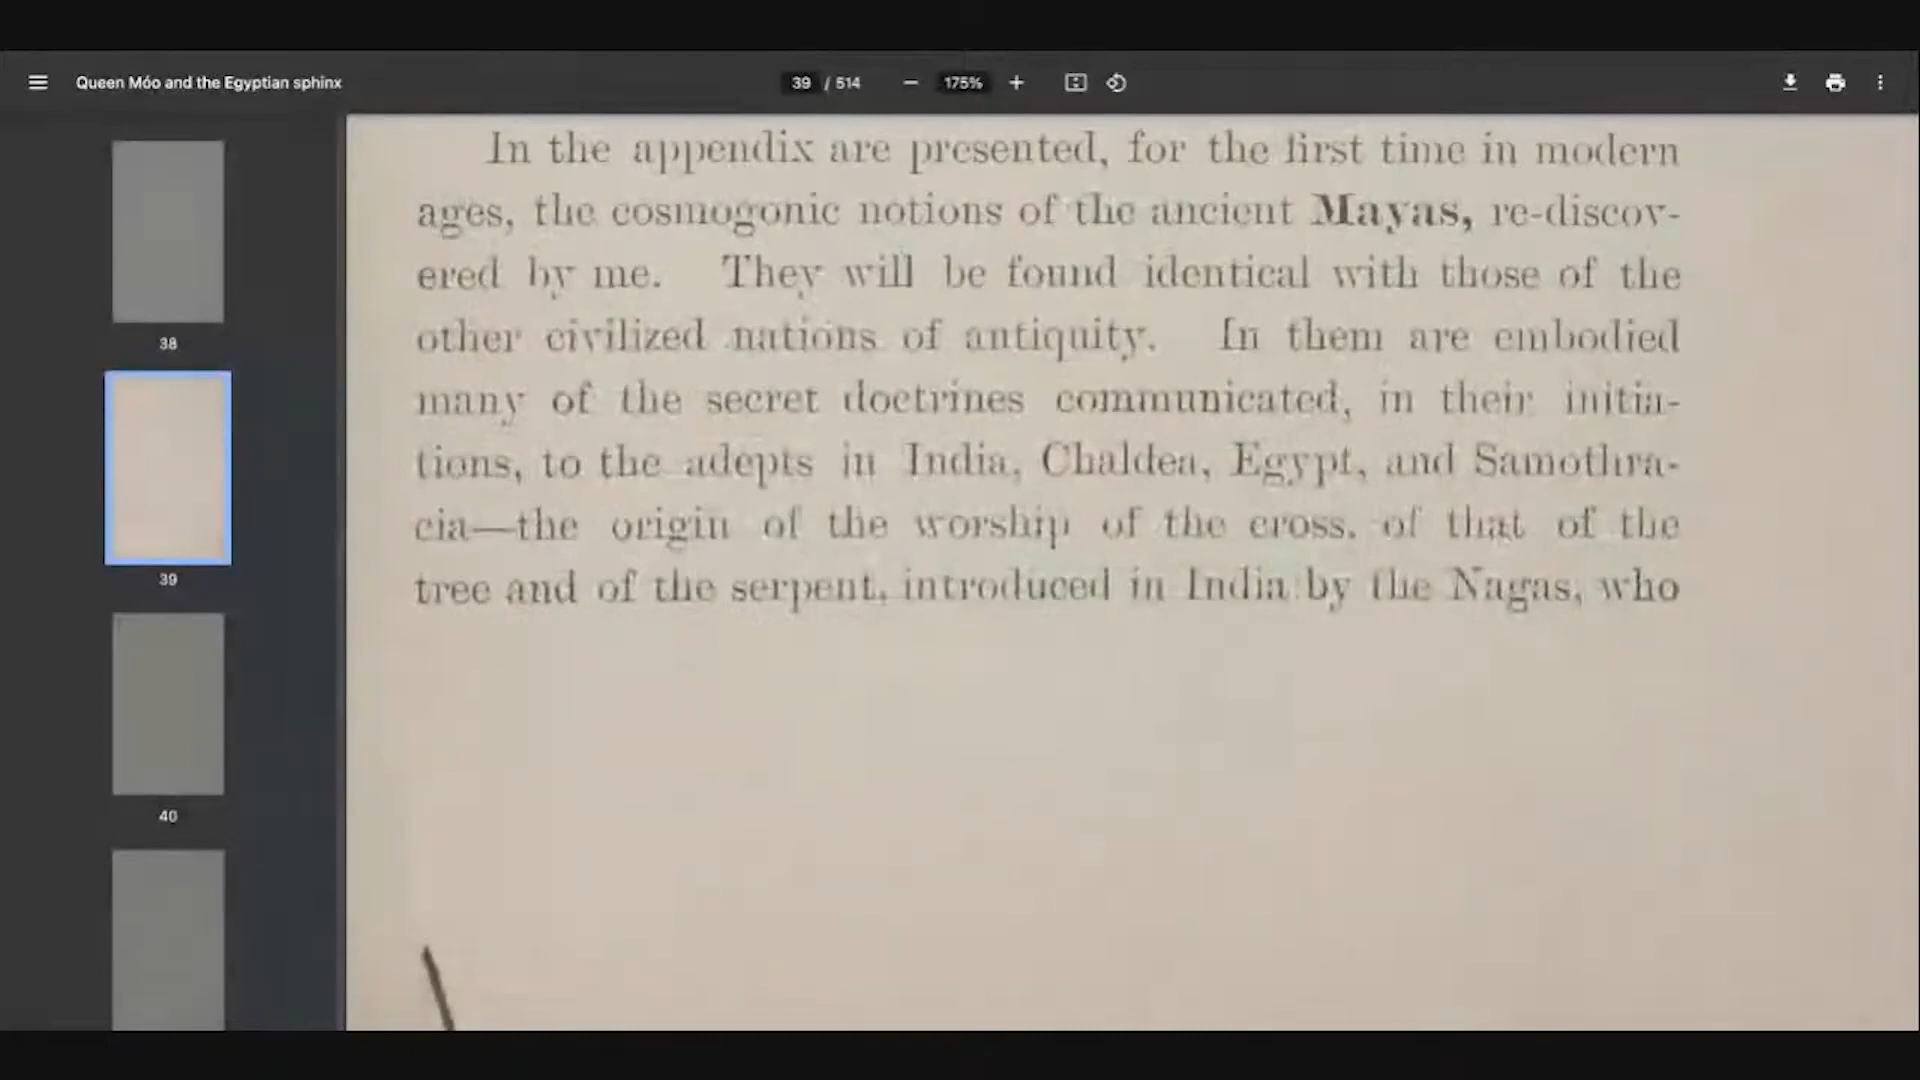 Queen Móo and the Egyptian sphinx
39 / 514
175%
38
39
40
In the appendix are presented, for the first time in modern
ages, the cosmogonic notions of the ancient Mayas, re-discov-
ered by me. They will be found identical with those of the
other civilized nations of antiquity. In them are embodied
many of the secret doctrines communicated, in their initia-
tions, to the adepts in India, Chaldea, Egypt, and Samothra-
cia—the origin of the worship of the cross, of that of the
tree and of the serpent, introduced in India by the Nagas, who